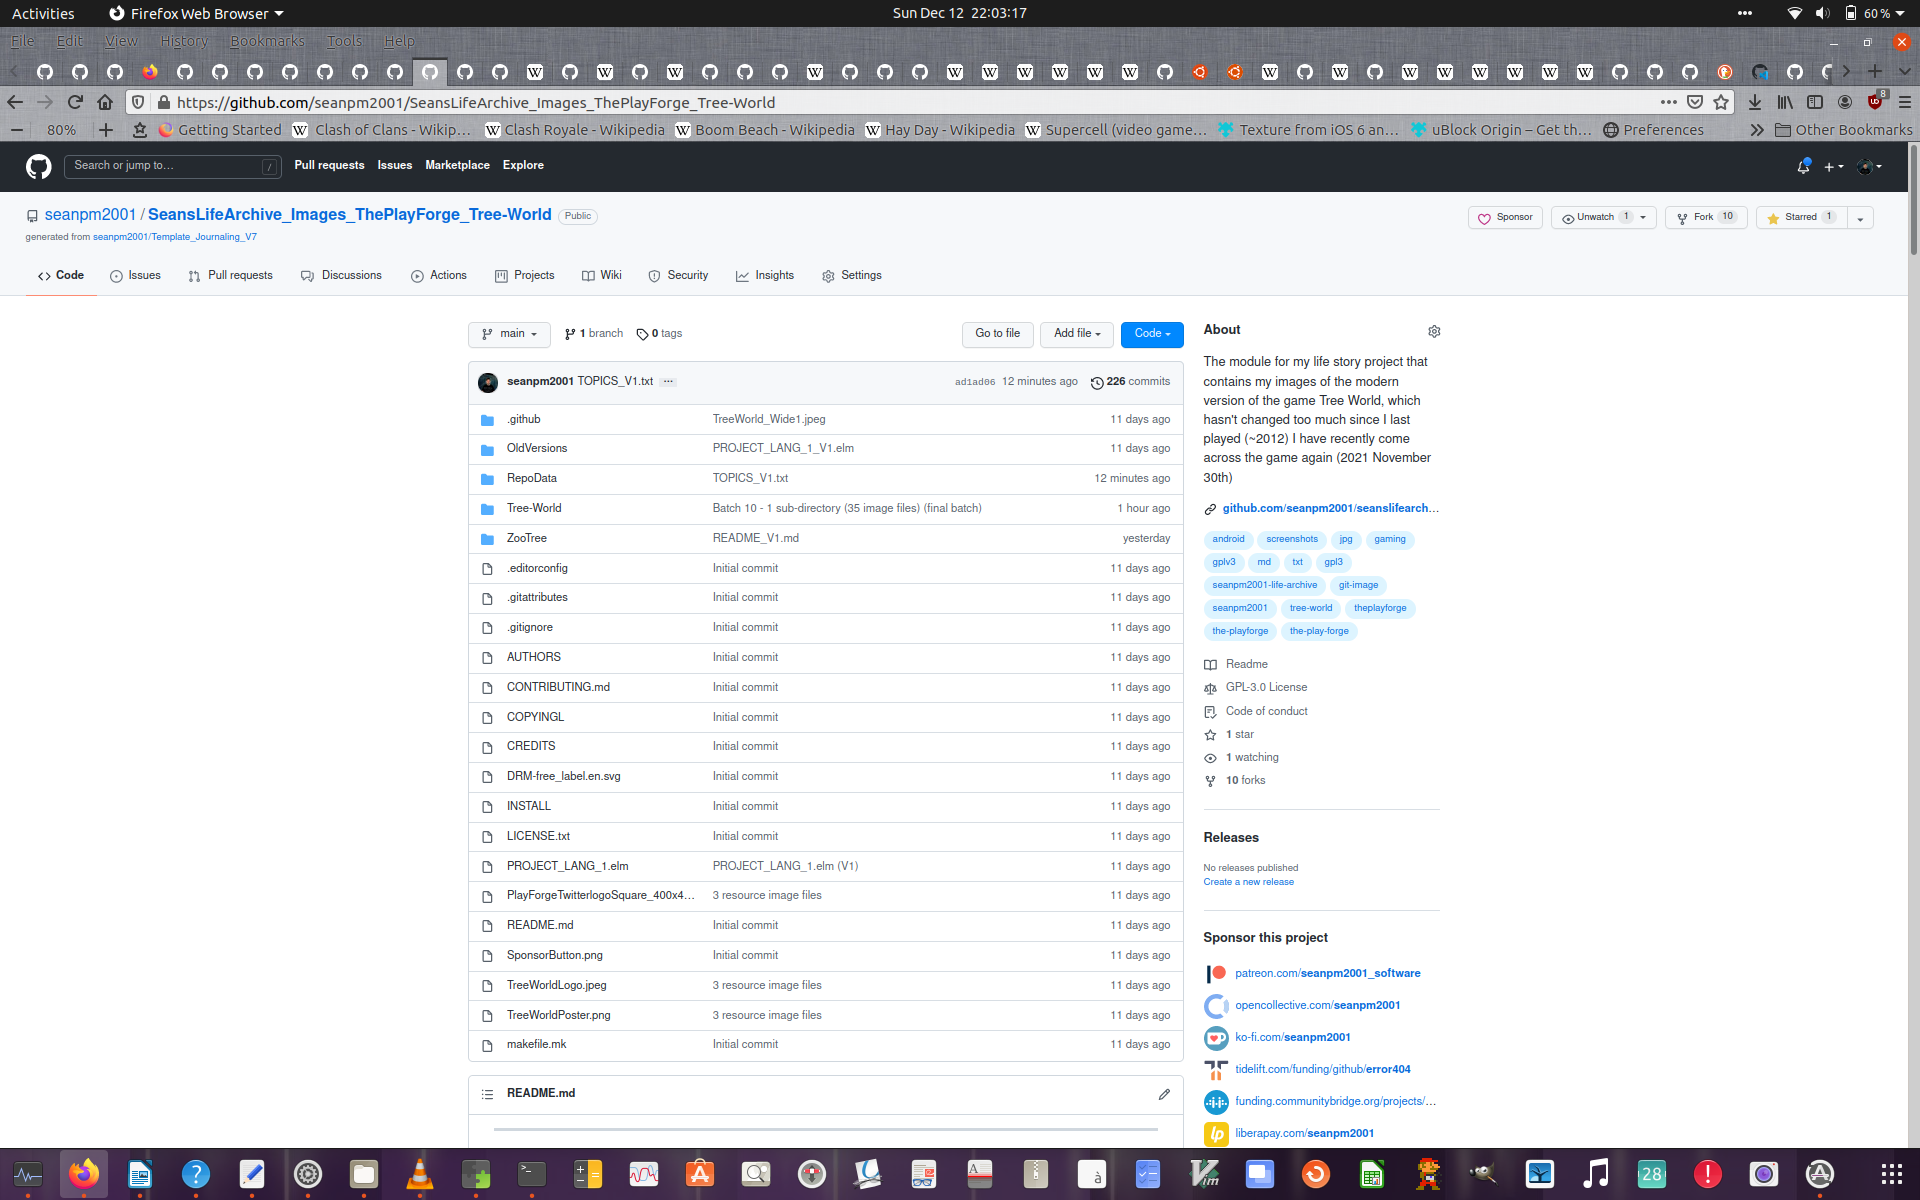 Activities
Firefox Web Browser
Sun Dec 12 22:03:17
60 %
File Edit View History Bookmarks Tools Help
https://github.com/seanpm2001/SeansLifeArchive_Images_ThePlayForge_Tree-World
8
80%
Getting Started
Clash of Clans - Wikip…
Clash Royale - Wikipedia
Boom Beach - Wikipedia
Hay Day - Wikipedia
Supercell (video game…
Texture from iOS 6 an…
uBlock Origin – Get th…
Preferences
Other Bookmarks
Search or jump to…
/
Pull requests Issues Marketplace Explore
seanpm2001 / SeansLifeArchive_Images_ThePlayForge_Tree-World Public
generated from seanpm2001/Template_Journaling_V7
Sponsor
Unwatch 1
Fork 10
Starred 1
Code
Issues
Pull requests
Discussions
Actions
Projects
Wiki
Security
Insights
Settings
main
1 branch
0 tags
Go to file
Add file
Code
seanpm2001 TOPICS_V1.txt … ad1ad06 12 minutes ago 226 commits
.github TreeWorld_Wide1.jpeg 11 days ago
OldVersions PROJECT_LANG_1_V1.elm 11 days ago
RepoData TOPICS_V1.txt 12 minutes ago
Tree-World Batch 10 - 1 sub-directory (35 image files) (final batch) 1 hour ago
ZooTree README_V1.md yesterday
.editorconfig Initial commit 11 days ago
.gitattributes Initial commit 11 days ago
.gitignore Initial commit 11 days ago
AUTHORS Initial commit 11 days ago
CONTRIBUTING.md Initial commit 11 days ago
COPYINGL Initial commit 11 days ago
CREDITS Initial commit 11 days ago
DRM-free_label.en.svg Initial commit 11 days ago
INSTALL Initial commit 11 days ago
LICENSE.txt Initial commit 11 days ago
PROJECT_LANG_1.elm PROJECT_LANG_1.elm (V1) 11 days ago
PlayForgeTwitterlogoSquare_400x4… 3 resource image files 11 days ago
README.md Initial commit 11 days ago
SponsorButton.png Initial commit 11 days ago
TreeWorldLogo.jpeg 3 resource image files 11 days ago
TreeWorldPoster.png 3 resource image files 11 days ago
makefile.mk Initial commit 11 days ago
README.md
About
The module for my life story project that
contains my images of the modern
version of the game Tree World, which
hasn't changed too much since I last
played (~2012) I have recently come
across the game again (2021 November
30th)
github.com/seanpm2001/seanslifearch…
android screenshots jpg gaming
gplv3 md txt gpl3
seanpm2001-life-archive git-image
seanpm2001 tree-world theplayforge
the-playforge the-play-forge
Readme
GPL-3.0 License
Code of conduct
1 star
1 watching
10 forks
Releases
No releases published
Create a new release
Sponsor this project
patreon.com/seanpm2001_software
opencollective.com/seanpm2001
ko-fi.com/seanpm2001
tidelift.com/funding/github/error404
funding.communitybridge.org/projects/…
liberapay.com/seanpm2001
28